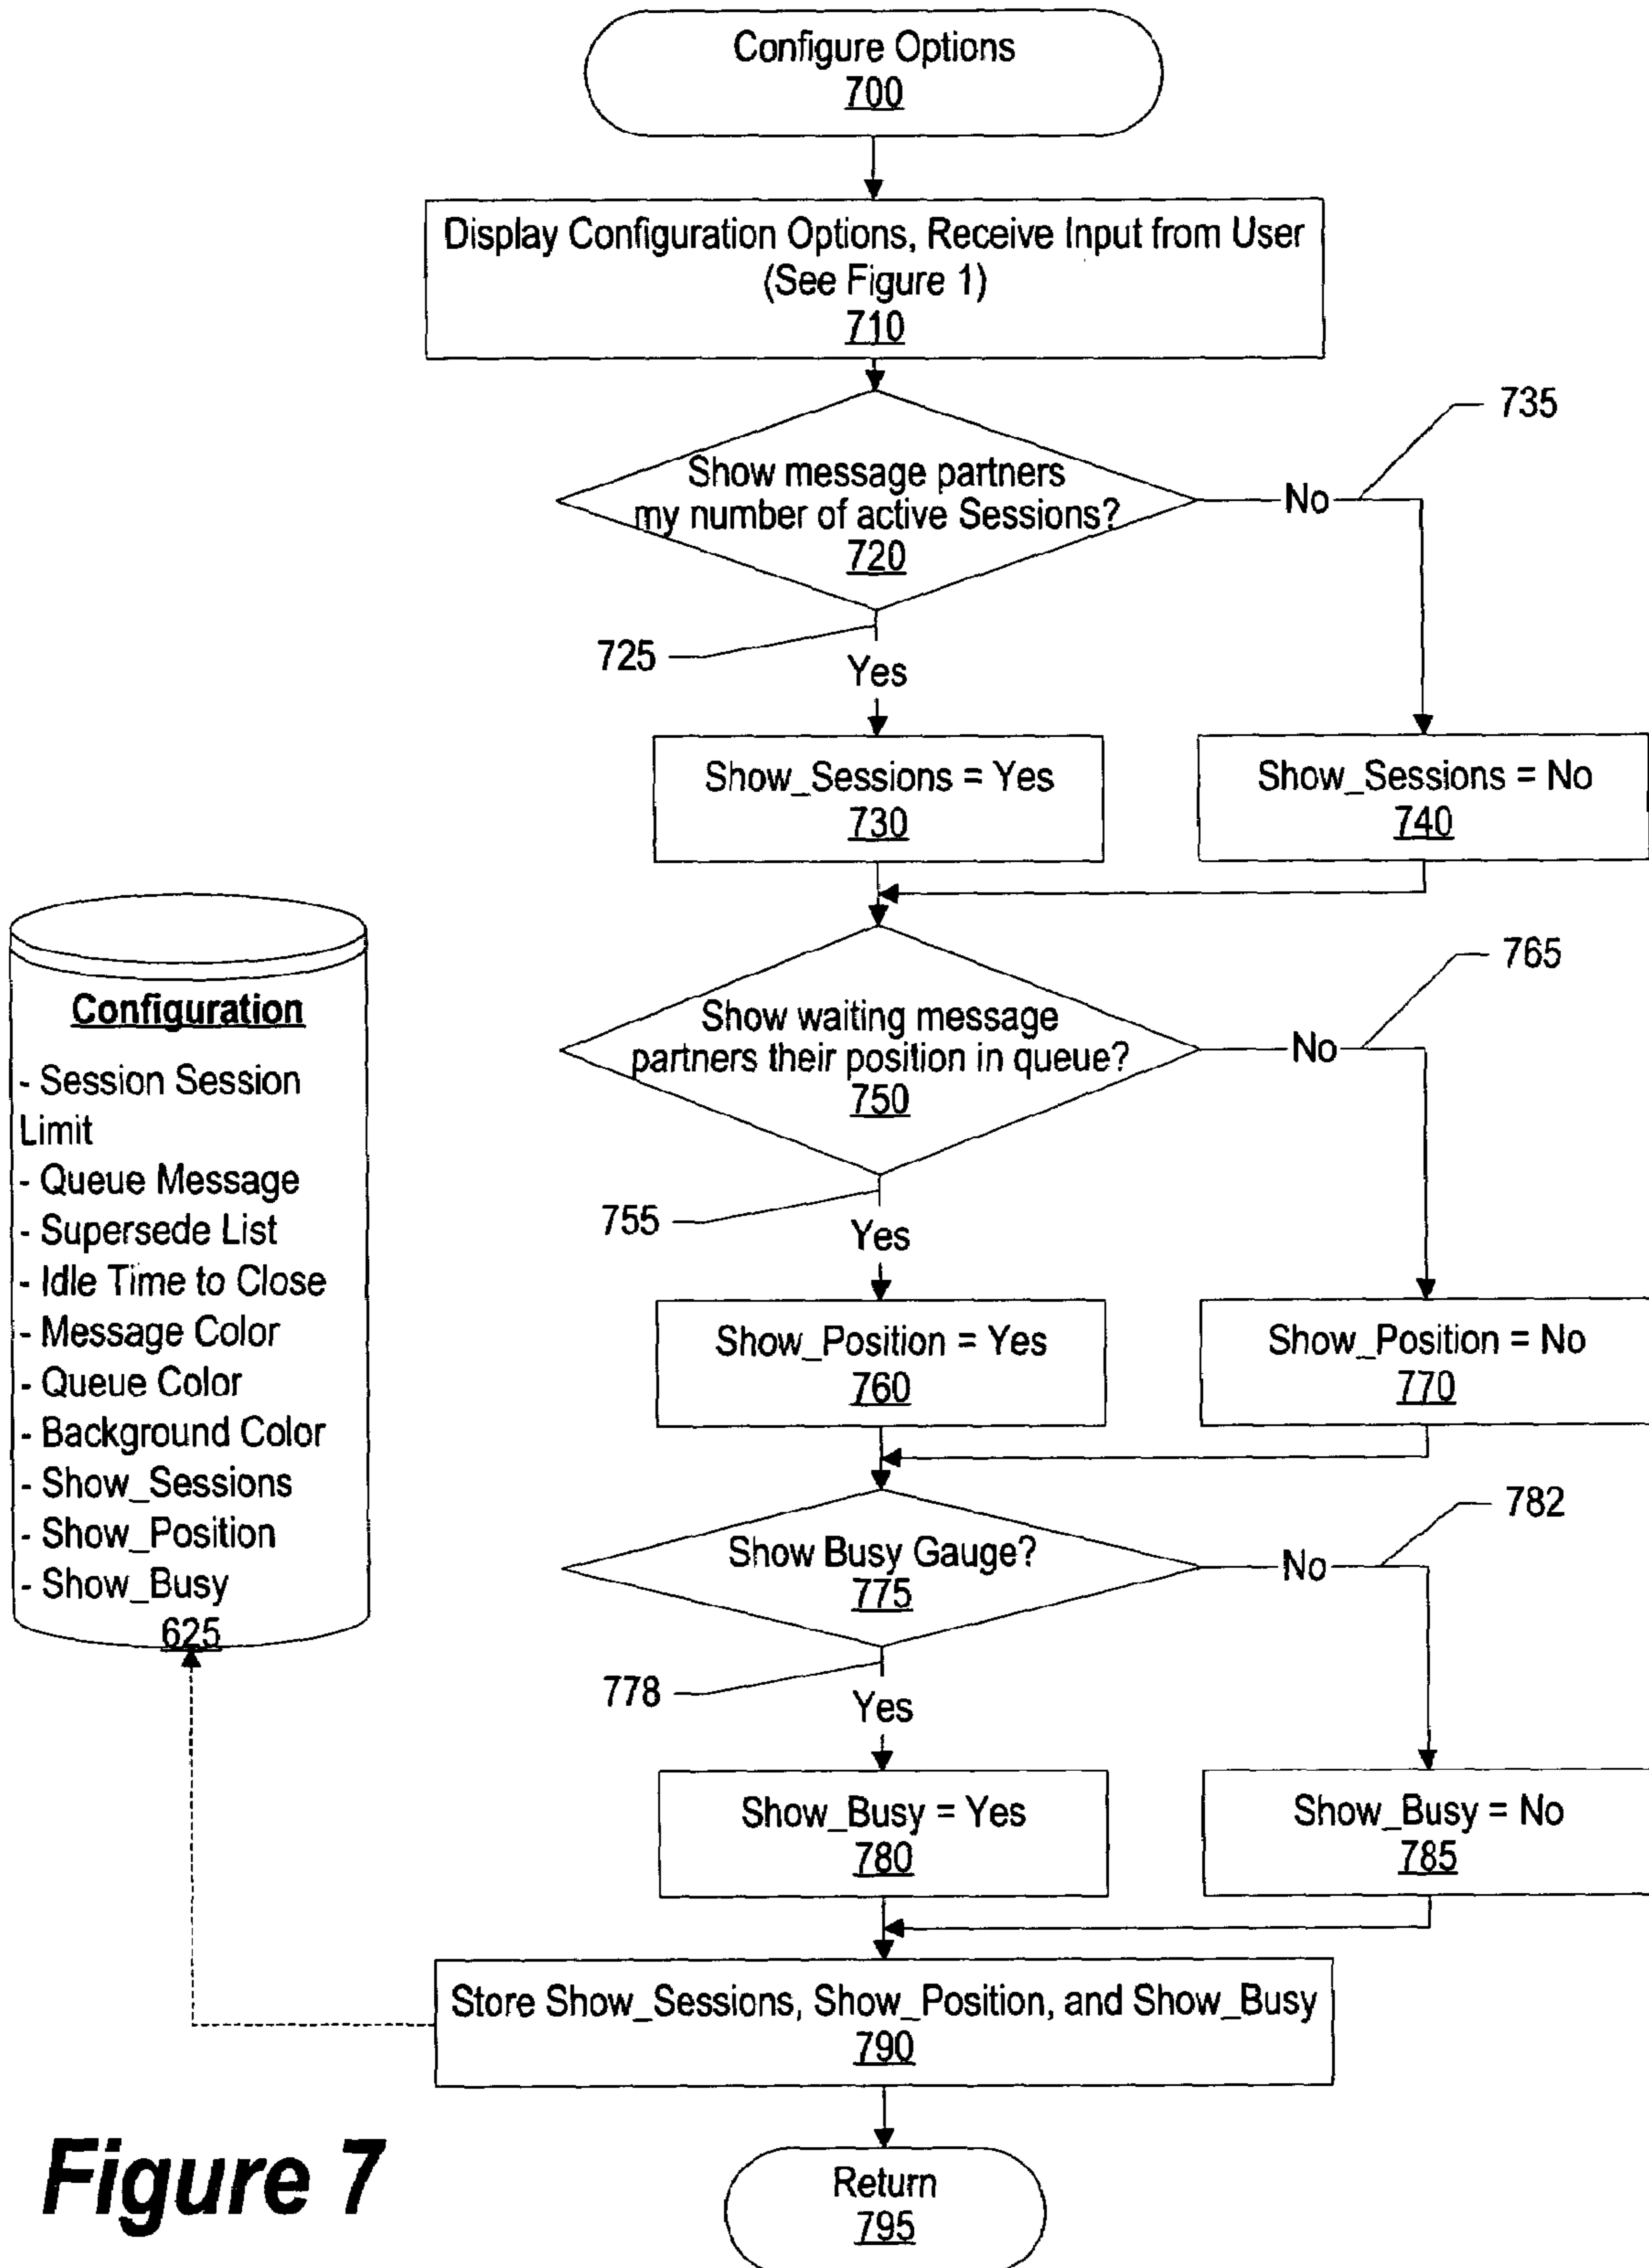 Configure Options
700
Display Configuration Options, Receive Input from User
(See Figure 1)
710
Show message partners
my number of active Sessions?
720
No
735
725
Yes
Show_Sessions = Yes
730
Show_Sessions = No
740
Show waiting message
partners their position in queue?
750
No
765
755
Yes
Show_Position = Yes
760
Show_Position = No
770
Show Busy Gauge?
775
No
782
778
Yes
Show_Busy = Yes
780
Show_Busy = No
785
Store Show_Sessions, Show_Position, and Show_Busy
790
Return
795
Configuration
- Session Session
Limit
- Queue Message
- Supersede List
- Idle Time to Close
- Message Color
- Queue Color
- Background Color
- Show_Sessions
- Show_Position
- Show_Busy
625
Figure 7